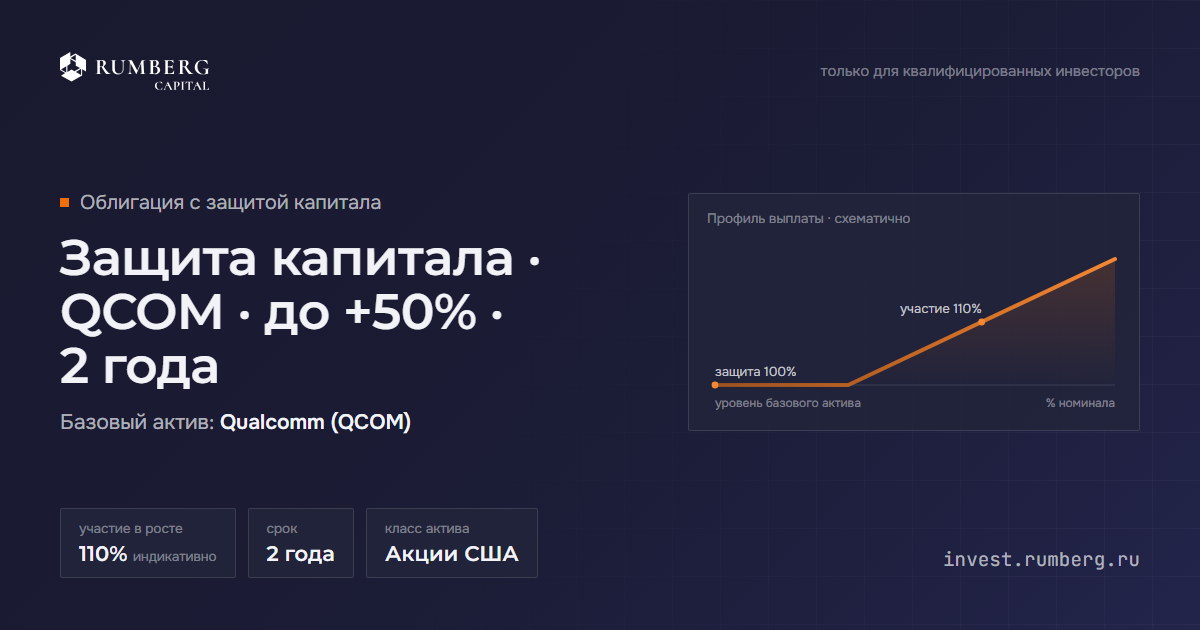 RUMBERG
CAPITAL
только для квалифицированных инвесторов
Облигация с защитой капитала
Защита капитала ·
QCOM · до +50% ·
2 года
Базовый актив: Qualcomm (QCOM)
Профиль выплаты · схематично
участие 110%
защита 100%
уровень базового актива
% номинала
участие в росте
110% индикативно
срок
2 года
класс актива
Акции США
invest.rumberg.ru